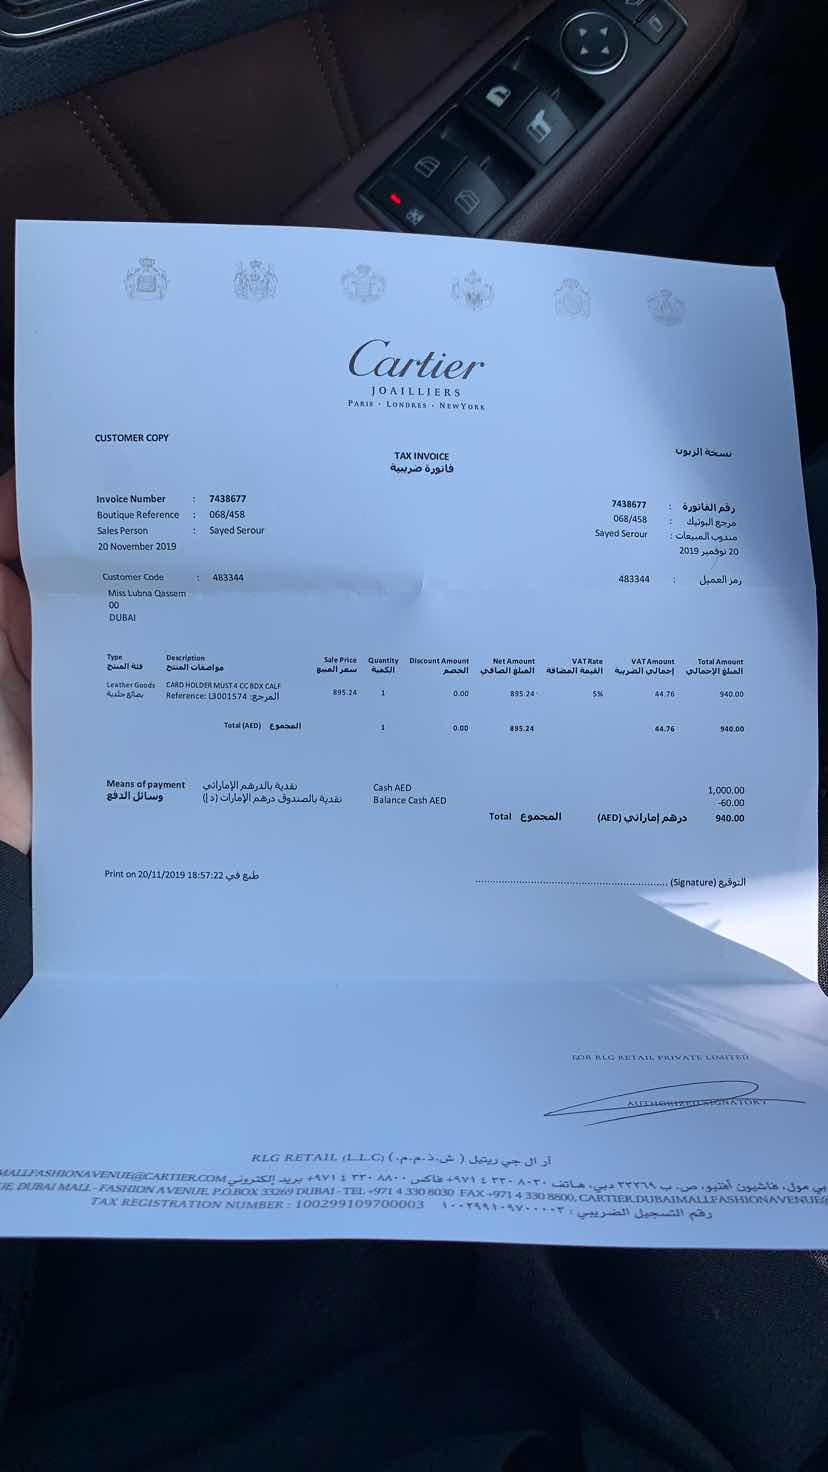 Cartier
JOAILLIERS
PARIS · LONDRES · NEWYORK
CUSTOMER COPY نسخة الزبون
TAX INVOICE
فاتورة ضريبية
Invoice Number : 7438677 7438677 : رقم الفاتورة
Boutique Reference : 068/458 068/458 : مرجع البوتيك
Sales Person : Sayed Serour Sayed Serour : مندوب المبيعات
20 November 2019 20 نوفمبر 2019
Customer Code : 483344 483344 : رمز العميل
Miss Lubna Qassem
00
DUBAI
Type Description Sale Price Quantity Discount Amount Net Amount VAT Rate VAT Amount Total Amount
فئة المنتج مواصفات المنتج سعر المبيع الكمية الخصم المبلغ الصافي القيمة المضافة إجمالي الضريبة المبلغ الإجمالي
Leather Goods CARD HOLDER MUST 4 CC BDX CALF 895.24 1 0.00 895.24 5% 44.76 940.00
بضائع جلدية Reference: L3001574 :المرجع
Total (AED) المجموع 1 0.00 895.24 44.76 940.00
Means of payment نقدية بالدرهم الإماراتي Cash AED 1,000.00
وسائل الدفع نقدية بالصندوق درهم الإمارات (د إ) Balance Cash AED -60.00
Total المجموع (AED) درهم إماراتي 940.00
Print on 20/11/2019 18:57:22 طبع في
(Signature) التوقيع
FOR RLG RETAIL PRIVATE LIMITED
AUTHORIZED SIGNATORY
RLG RETAIL (L.L.C) (.آر ال جي ريتيل ( ش.ذ.م.م
بي مول، فاشيون أفنيو، ص. ب ٣٣٢٦٩ دبي، هاتف ٨٠٣٠ ٣٣٠ ٤ ٩٧١+ فاكس ٨٨٠٠ ٣٣٠ ٤ ٩٧١+ بريد إلكتروني MALLFASHIONAVENUE@CARTIER.COM
DUBAI MALL - FASHION AVENUE, P.O.BOX 33269 DUBAI - TEL +971 4 330 8030 FAX +971 4 330 8800, CARTIER.DUBAIMALLFASHIONAVENUE@
TAX REGISTRATION NUMBER : 100299109700003 رقم التسجيل الضريبي : ١٠٠٢٩٩١٠٩٧٠٠٠٠٣